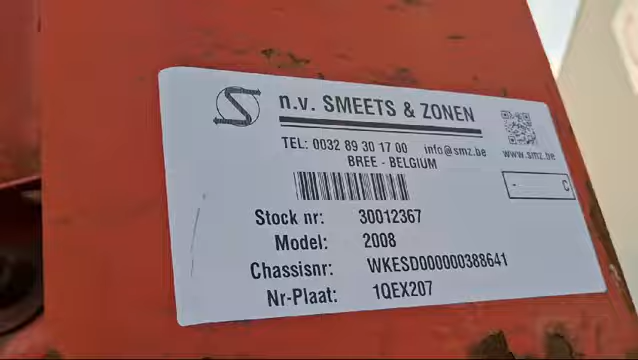 n.v. SMEETS & ZONEN
TEL: 0032 89 30 17 00 info@smz.be www.smz.be
BREE - BELGIUM
- C
Stock nr: 30012367
Model: 2008
Chassisnr: WKESD000000388641
Nr-Plaat: 1QEX207